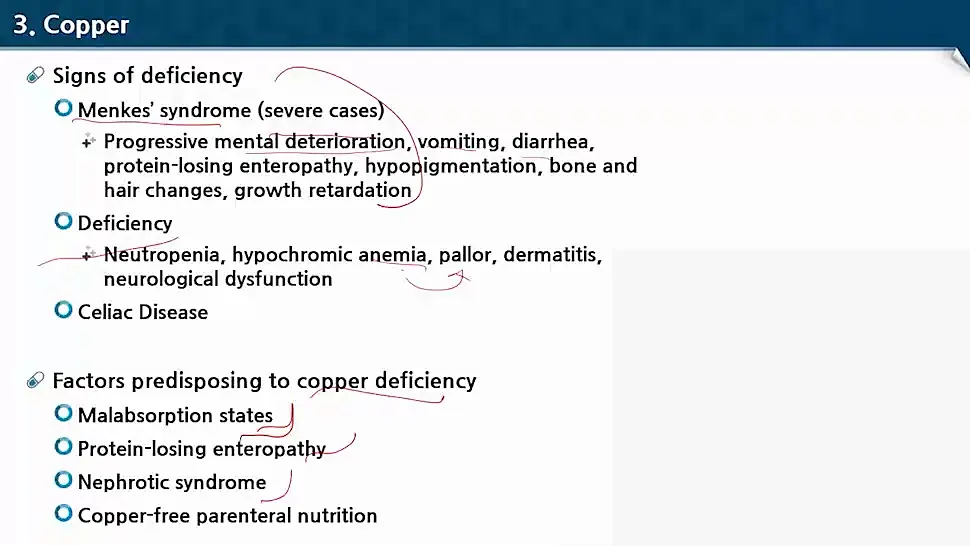 3. Copper
Signs of deficiency
Menkes' syndrome (severe cases)
Progressive mental deterioration, vomiting, diarrhea,
protein-losing enteropathy, hypopigmentation, bone and
hair changes, growth retardation
Deficiency
Neutropenia, hypochromic anemia, pallor, dermatitis,
neurological dysfunction
Celiac Disease
Factors predisposing to copper deficiency
Malabsorption states
Protein-losing enteropathy
Nephrotic syndrome
Copper-free parenteral nutrition